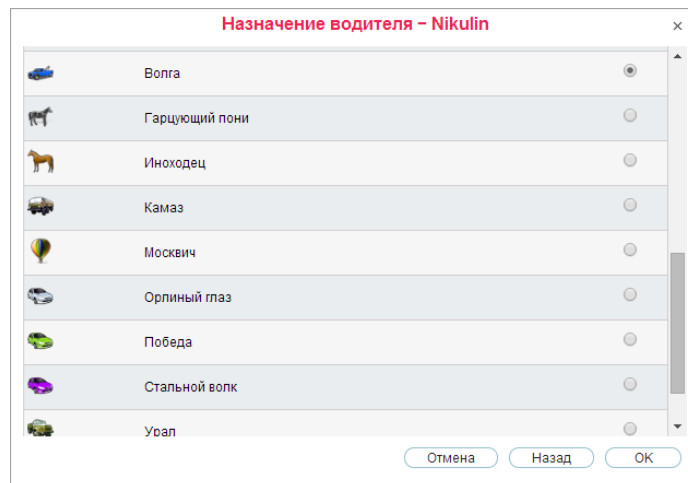 Назначение водителя – Nikulin
Волга
Гарцующий пони
Иноходец
Камаз
Москвич
Орлиный глаз
Победа
Стальной волк
Урал
Отмена Назад OK